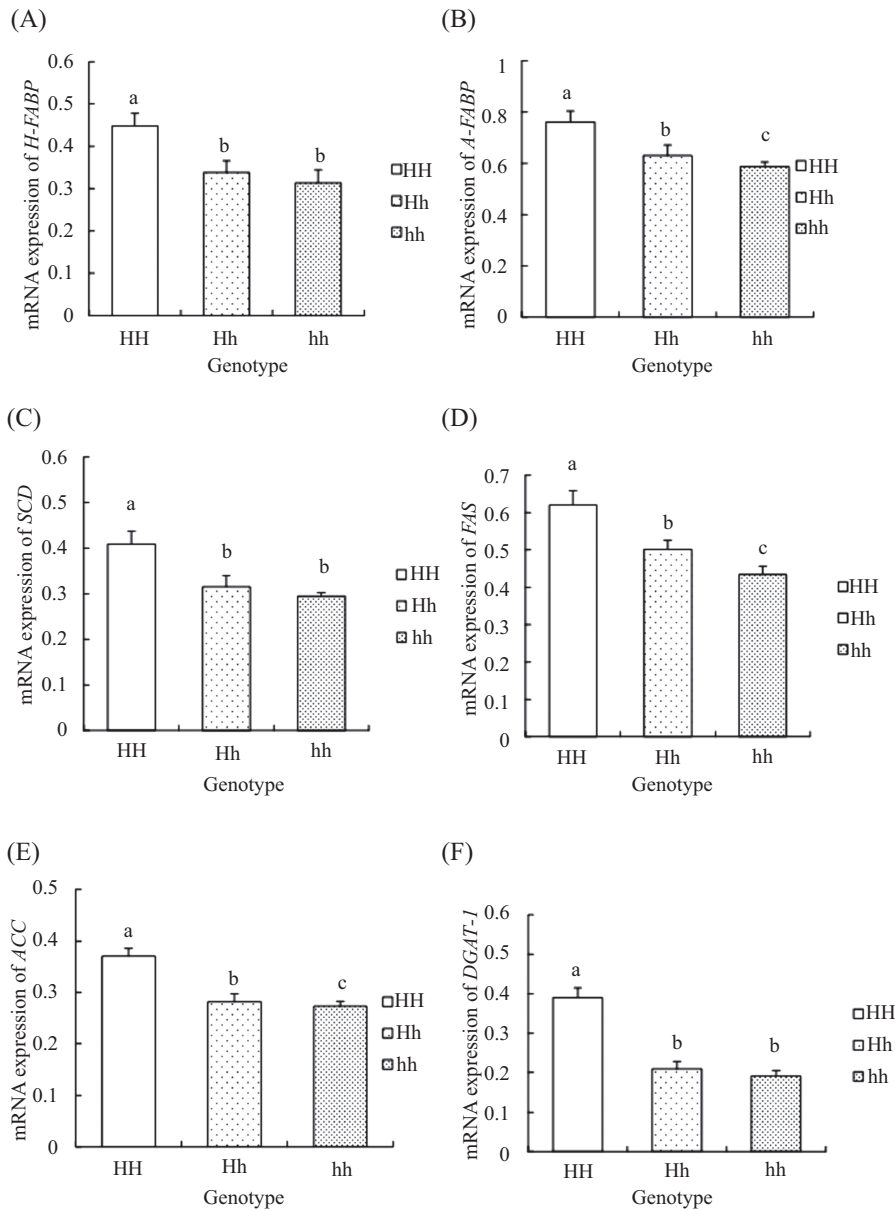 (A)
mRNA expression of H-FABP
0.6
0.5
0.4
0.3
0.2
0.1
0
a
b
b
HH
Hh
hh
Genotype
HH
Hh
hh
(B)
mRNA expression of A-FABP
1
0.8
0.6
0.4
0.2
0
a
b
c
HH
Hh
hh
Genotype
HH
Hh
hh
(C)
mRNA expression of SCD
0.6
0.5
0.4
0.3
0.2
0.1
0
a
b
b
HH
Hh
hh
Genotype
HH
Hh
hh
(D)
mRNA expression of FAS
0.7
0.6
0.5
0.4
0.3
0.2
0.1
0
a
b
c
HH
Hh
hh
Genotype
HH
Hh
hh
(E)
mRNA expression of ACC
0.5
0.4
0.3
0.2
0.1
0
a
b
c
HH
Hh
hh
Genotype
HH
Hh
hh
(F)
mRNA expression of DGAT-1
0.6
0.5
0.4
0.3
0.2
0.1
0
a
b
b
HH
Hh
hh
Genotype
HH
Hh
hh